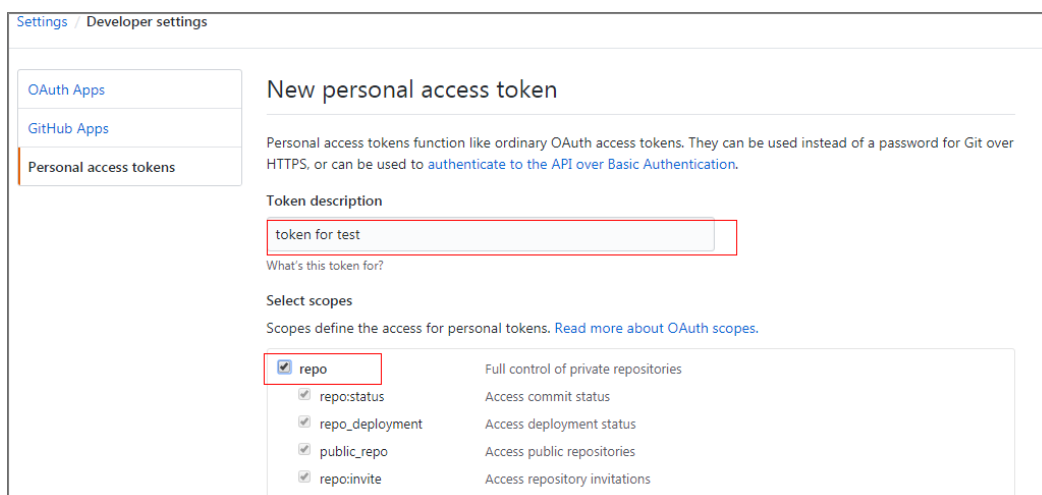 Settings / Developer settings
OAuth Apps
GitHub Apps
Personal access tokens
New personal access token
Personal access tokens function like ordinary OAuth access tokens. They can be used instead of a password for Git over
HTTPS, or can be used to authenticate to the API over Basic Authentication.
Token description
token for test
What's this token for?
Select scopes
Scopes define the access for personal tokens. Read more about OAuth scopes.
repo Full control of private repositories
repo:status Access commit status
repo_deployment Access deployment status
public_repo Access public repositories
repo:invite Access repository invitations